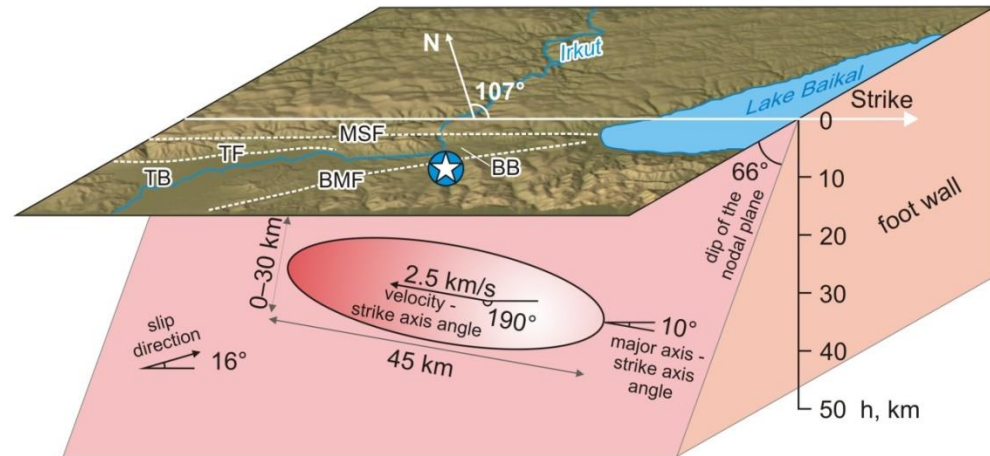 N
Irkut
107°
Lake Baikal
Strike
MSF
TF
TB
BMF
BB
0
10
20
30
40
50 h, km
66°
dip of the
nodal plane
foot wall
0–30 km
2.5 km/s
velocity -
strike axis angle
190°
45 km
slip
direction
16°
10°
major axis -
strike axis
angle